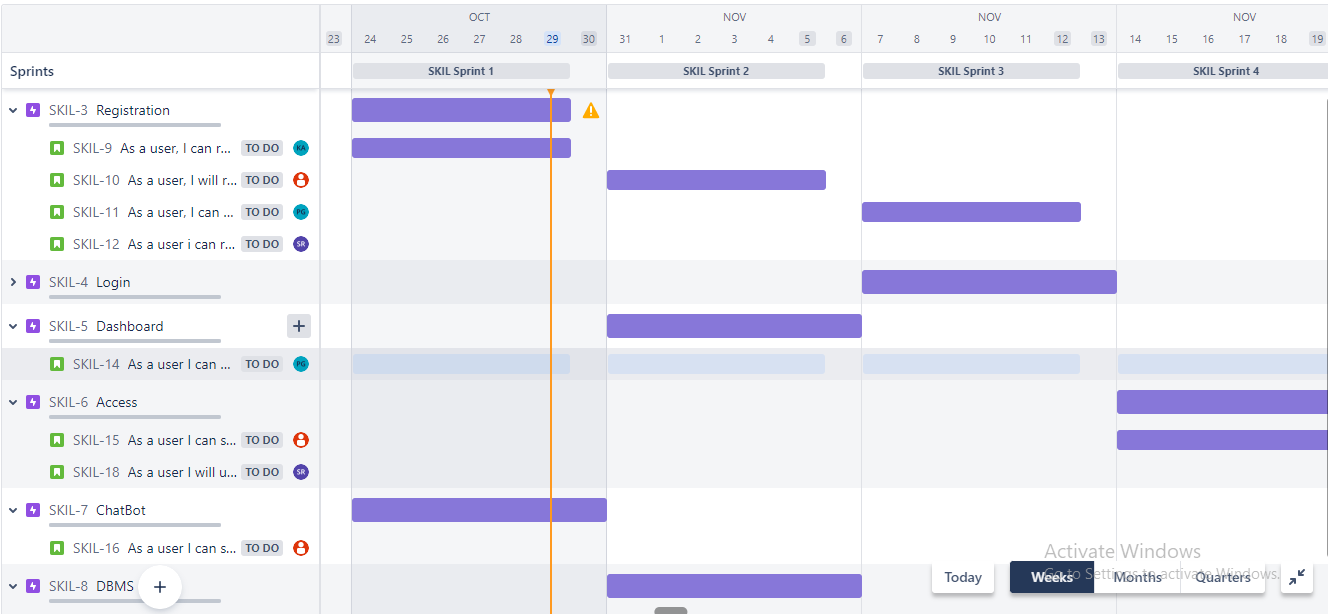 OCT NOV NOV NOV
23 24 25 26 27 28 29 30 31 1 2 3 4 5 6 7 8 9 10 11 12 13 14 15 16 17 18 19
Sprints SKIL Sprint 1 SKIL Sprint 2 SKIL Sprint 3 SKIL Sprint 4
SKIL-3 Registration
SKIL-9 As a user, I can r... TO DO KA
SKIL-10 As a user, I will r... TO DO
SKIL-11 As a user, I can ... TO DO PG
SKIL-12 As a user i can r... TO DO SR
SKIL-4 Login
SKIL-5 Dashboard
SKIL-14 As a user I can ... TO DO PG
SKIL-6 Access
SKIL-15 As a user I can s... TO DO
SKIL-18 As a user I will u... TO DO SR
SKIL-7 ChatBot
SKIL-16 As a user I can s... TO DO
SKIL-8 DBMS
Activate Windows
Go to Settings to activate Windows.
Today Weeks Months Quarters